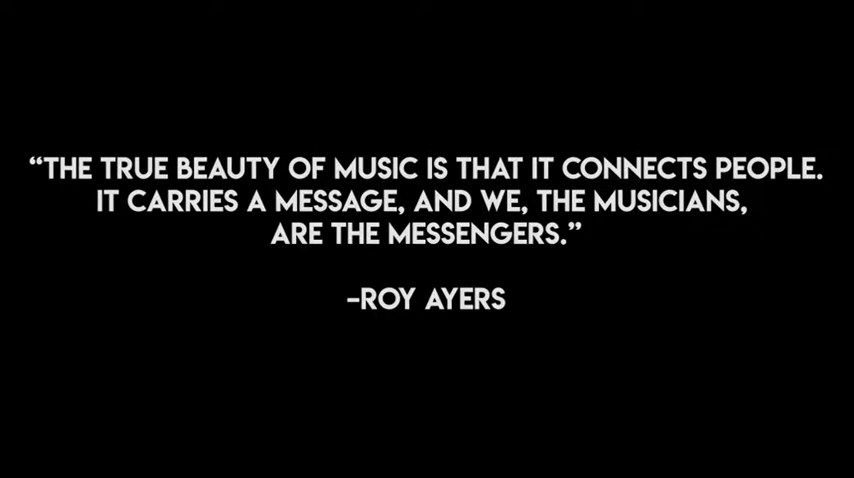 “THE TRUE BEAUTY OF MUSIC IS THAT IT CONNECTS PEOPLE.
IT CARRIES A MESSAGE, AND WE, THE MUSICIANS,
ARE THE MESSENGERS.”
–ROY AYERS